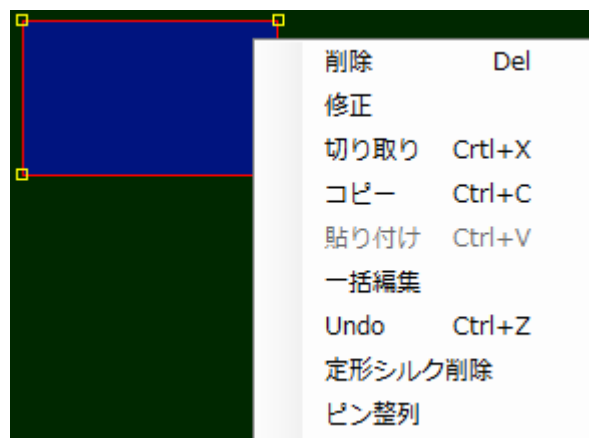 削除 Del
修正
切り取り Crtl+X
コピー Ctrl+C
貼り付け Ctrl+V
一括編集
Undo Ctrl+Z
定形シルク削除
ピン整列